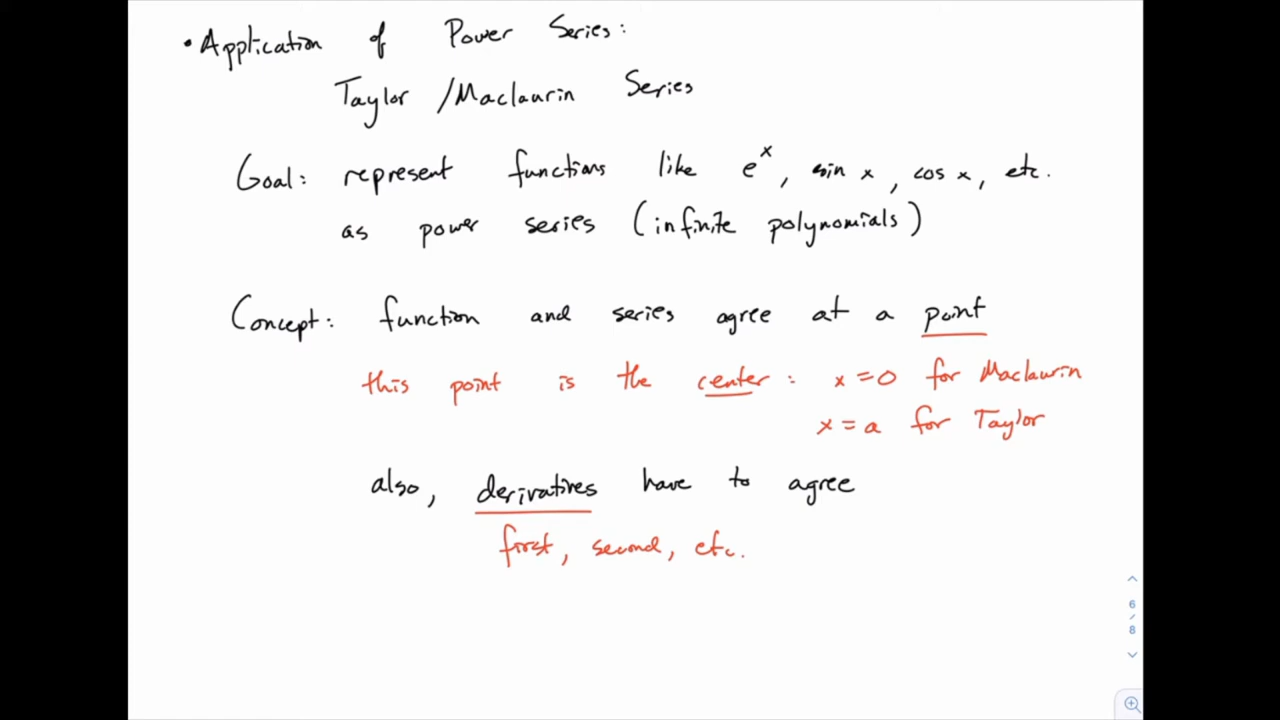 • Application of Power Series:
Taylor / Maclaurin Series
Goal: represent functions like e^x, sin x, cos x, etc.
as power series (infinite polynomials)
Concept: function and series agree at a point
this point is the center: x = 0 for Maclaurin
x = a for Taylor
also, derivatives have to agree
first, second, etc.
6
/
8